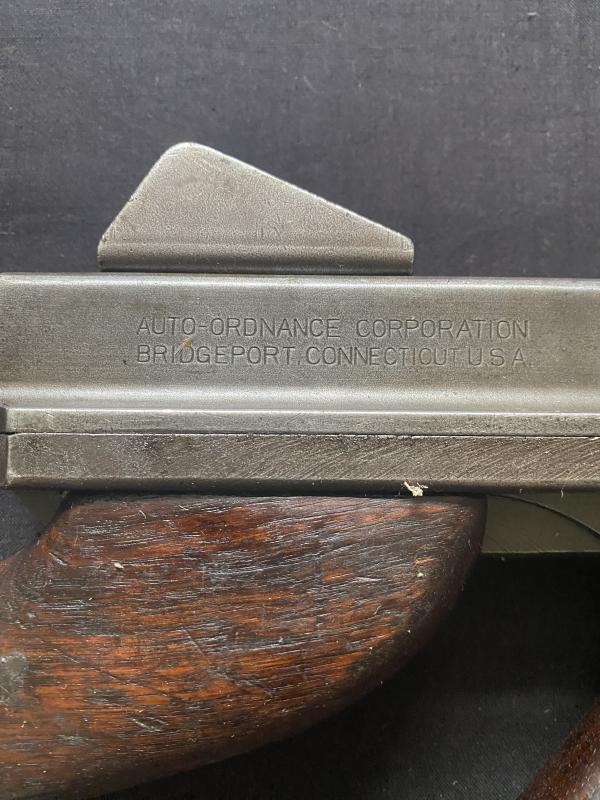 AUTO-ORDNANCE CORPORATION
BRIDGEPORT, CONNECTICUT, U.S.A.